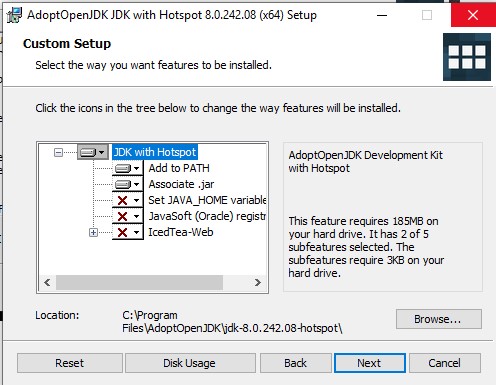 AdoptOpenJDK JDK with Hotspot 8.0.242.08 (x64) Setup
Custom Setup
Select the way you want features to be installed.
Click the icons in the tree below to change the way features will be installed.
JDK with Hotspot
Add to PATH
Associate .jar
Set JAVA_HOME variable
JavaSoft (Oracle) registr
IcedTea-Web
AdoptOpenJDK Development Kit
with Hotspot
This feature requires 185MB on
your hard drive. It has 2 of 5
subfeatures selected. The
subfeatures require 3KB on your
hard drive.
Location:
C:\Program
Files\AdoptOpenJDK\jdk-8.0.242.08-hotspot\
Browse...
Reset
Disk Usage
Back
Next
Cancel